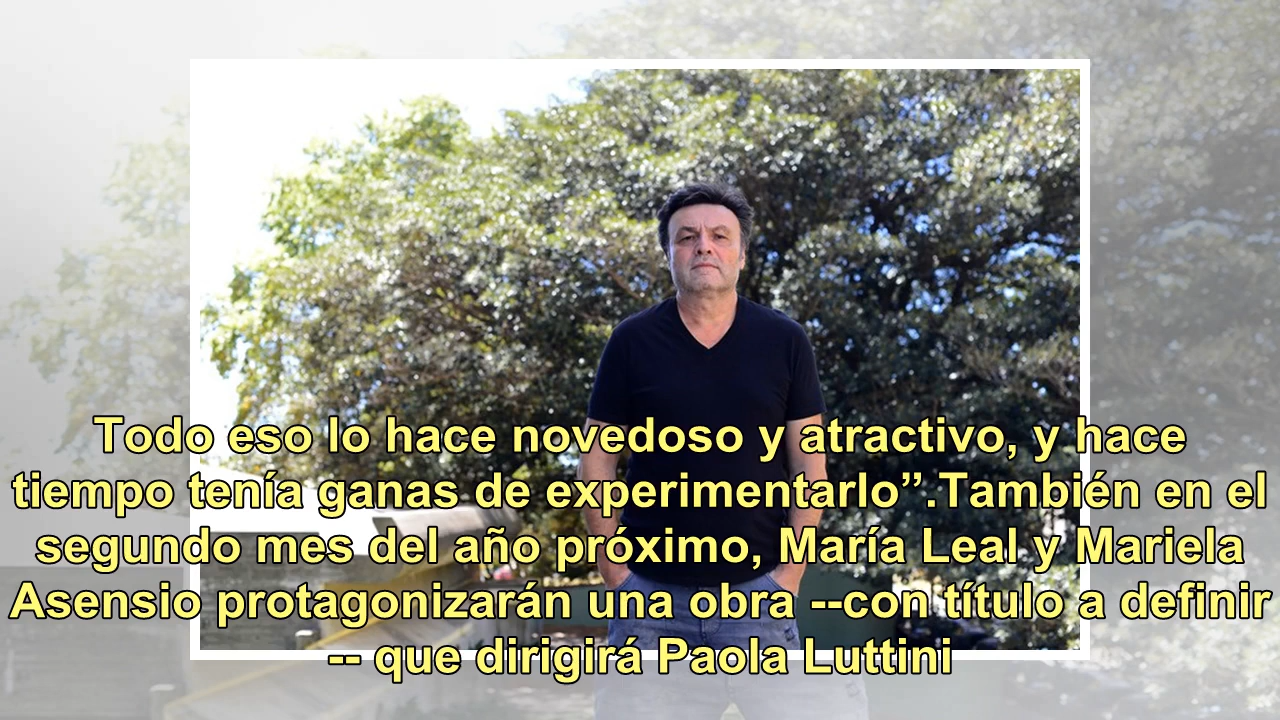 Todo eso lo hace novedoso y atractivo, y hace
tiempo tenía ganas de experimentarlo”.También en el
segundo mes del año próximo, María Leal y Mariela
Asensio protagonizarán una obra --con título a definir
-- que dirigirá Paola Luttini